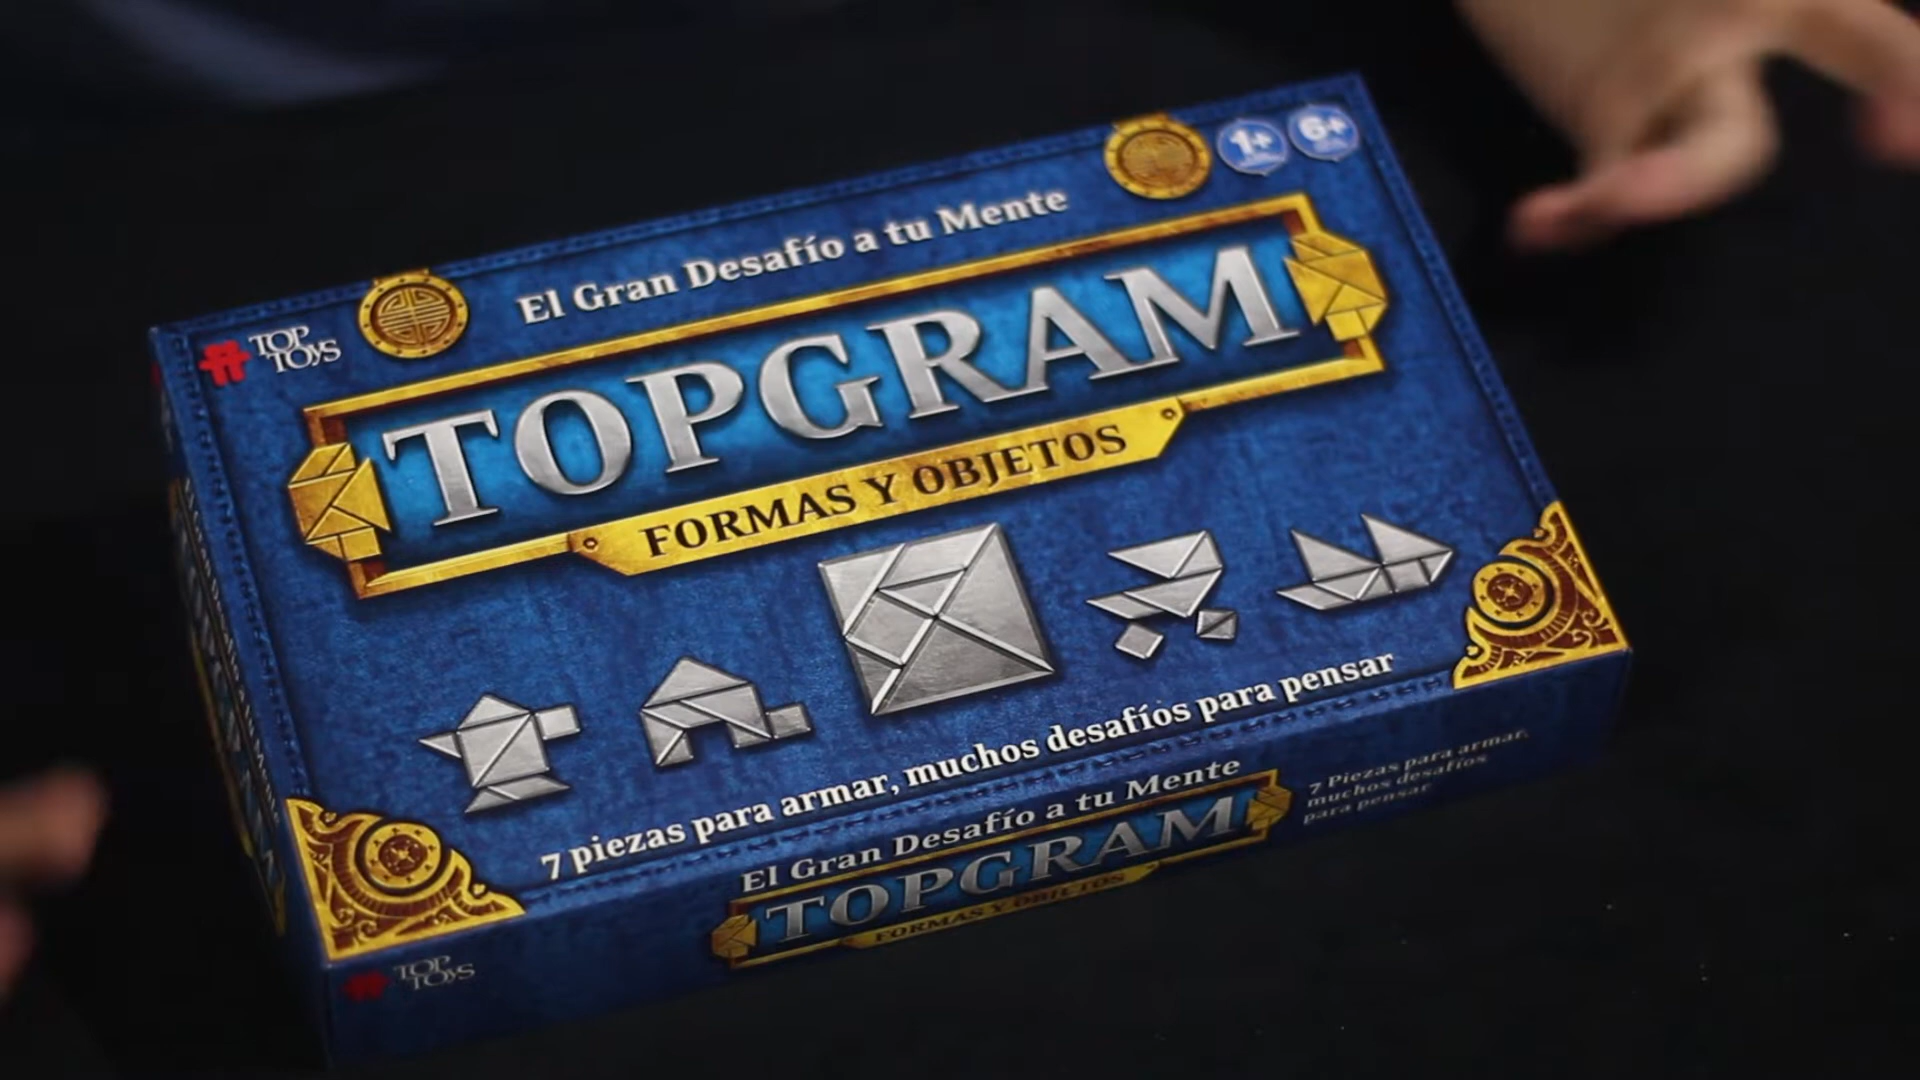 El Gran Desafío a tu Mente
1+
6+
TOP
TOYS
TOPGRAM
FORMAS Y OBJETOS
7 piezas para armar, muchos desafíos para pensar
El Gran Desafío a tu Mente
TOPGRAM
FORMAS Y OBJETOS
7 Piezas para armar,
muchos desafíos
para pensar
TOP
TOYS